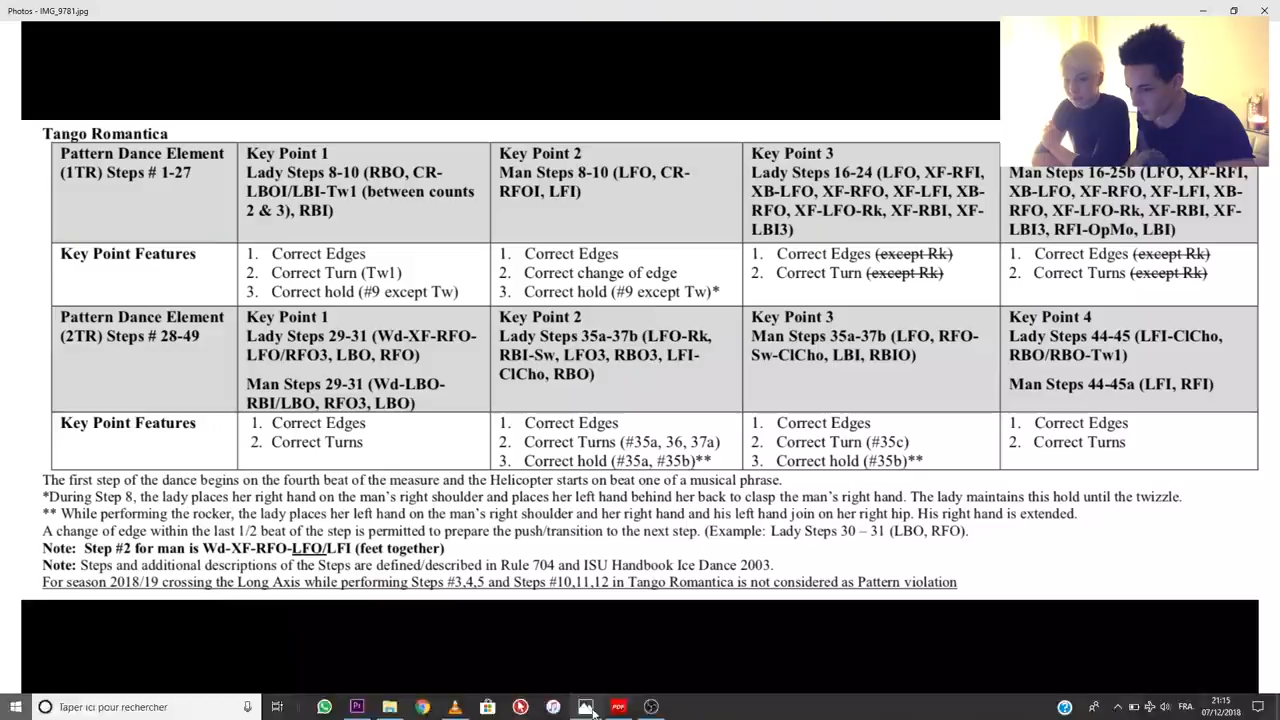 Photos - IMG_9781.jpg
Tango Romantica
Pattern Dance Element
(1TR) Steps # 1-27
Key Point 1
Lady Steps 8-10 (RBO, CR-
LBOI/LBI-Tw1 (between counts
2 & 3), RBI)
Key Point 2
Man Steps 8-10 (LFO, CR-
RFOI, LFI)
Key Point 3
Lady Steps 16-24 (LFO, XF-RFI,
XB-LFO, XF-RFO, XF-LFI, XB-
RFO, XF-LFO-Rk, XF-RBI, XF-
LBI3)
Man Steps 16-25b (LFO, XF-RFI,
XB-LFO, XF-RFO, XF-LFI, XB-
RFO, XF-LFO-Rk, XF-RBI, XF-
LBI3, RFI-OpMo, LBI)
Key Point Features
1. Correct Edges
2. Correct Turn (Tw1)
3. Correct hold (#9 except Tw)
1. Correct Edges
2. Correct change of edge
3. Correct hold (#9 except Tw)*
1. Correct Edges (except Rk)
2. Correct Turn (except Rk)
1. Correct Edges (except Rk)
2. Correct Turns (except Rk)
Pattern Dance Element
(2TR) Steps # 28-49
Key Point 1
Lady Steps 29-31 (Wd-XF-RFO-
LFO/RFO3, LBO, RFO)
Man Steps 29-31 (Wd-LBO-
RBI/LBO, RFO3, LBO)
Key Point 2
Lady Steps 35a-37b (LFO-Rk,
RBI-Sw, LFO3, RBO3, LFI-
ClCho, RBO)
Key Point 3
Man Steps 35a-37b (LFO, RFO-
Sw-ClCho, LBI, RBIO)
Key Point 4
Lady Steps 44-45 (LFI-ClCho,
RBO/RBO-Tw1)
Man Steps 44-45a (LFI, RFI)
Key Point Features
1. Correct Edges
2. Correct Turns
1. Correct Edges
2. Correct Turns (#35a, 36, 37a)
3. Correct hold (#35a, #35b)**
1. Correct Edges
2. Correct Turn (#35c)
3. Correct hold (#35b)**
1. Correct Edges
2. Correct Turns
The first step of the dance begins on the fourth beat of the measure and the Helicopter starts on beat one of a musical phrase.
*During Step 8, the lady places her right hand on the man's right shoulder and places her left hand behind her back to clasp the man's right hand. The lady maintains this hold until the twizzle.
** While performing the rocker, the lady places her left hand on the man's right shoulder and her right hand and his left hand join on her right hip. His right hand is extended.
A change of edge within the last 1/2 beat of the step is permitted to prepare the push/transition to the next step. (Example: Lady Steps 30 – 31 (LBO, RFO).
Note: Step #2 for man is Wd-XF-RFO-LFO/LFI (feet together)
Note: Steps and additional descriptions of the Steps are defined/described in Rule 704 and ISU Handbook Ice Dance 2003.
For season 2018/19 crossing the Long Axis while performing Steps #3,4,5 and Steps #10,11,12 in Tango Romantica is not considered as Pattern violation
Taper ici pour rechercher
Pr
PDF
FR.
21:15
07/12/2018